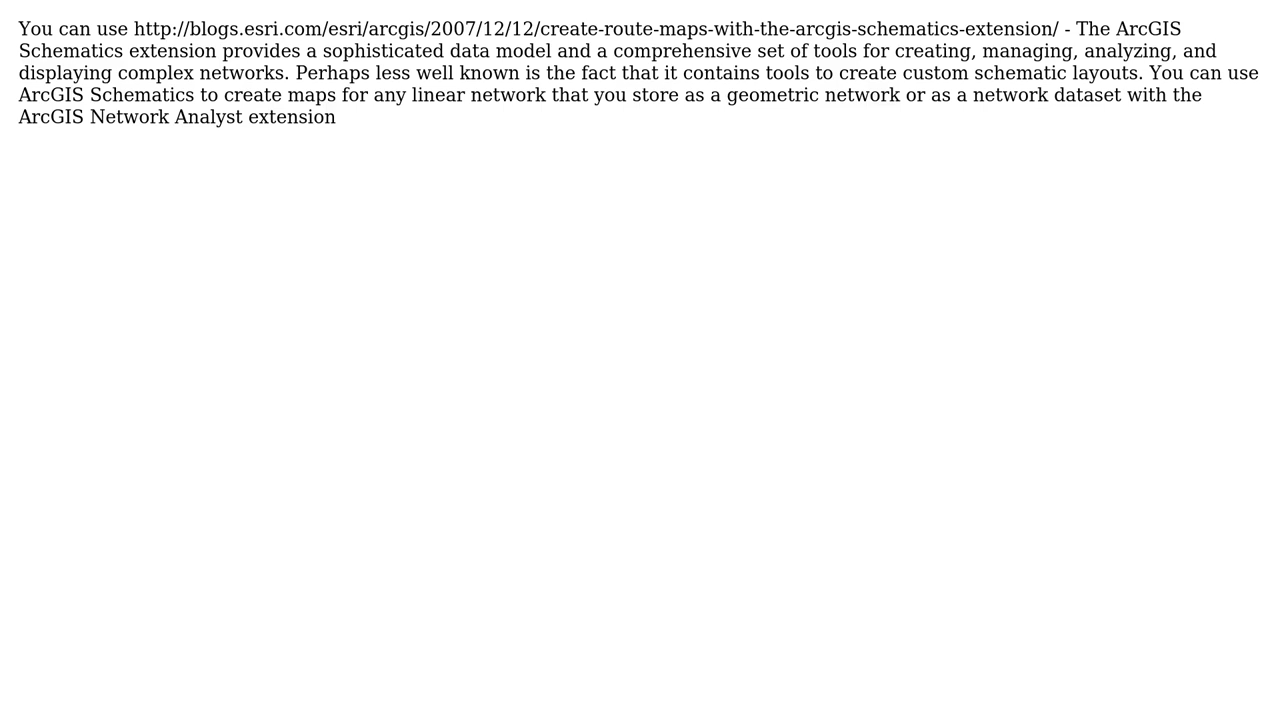 You can use http://blogs.esri.com/esri/arcgis/2007/12/12/create-route-maps-with-the-arcgis-schematics-extension/ - The ArcGIS
Schematics extension provides a sophisticated data model and a comprehensive set of tools for creating, managing, analyzing, and
displaying complex networks. Perhaps less well known is the fact that it contains tools to create custom schematic layouts. You can use
ArcGIS Schematics to create maps for any linear network that you store as a geometric network or as a network dataset with the
ArcGIS Network Analyst extension